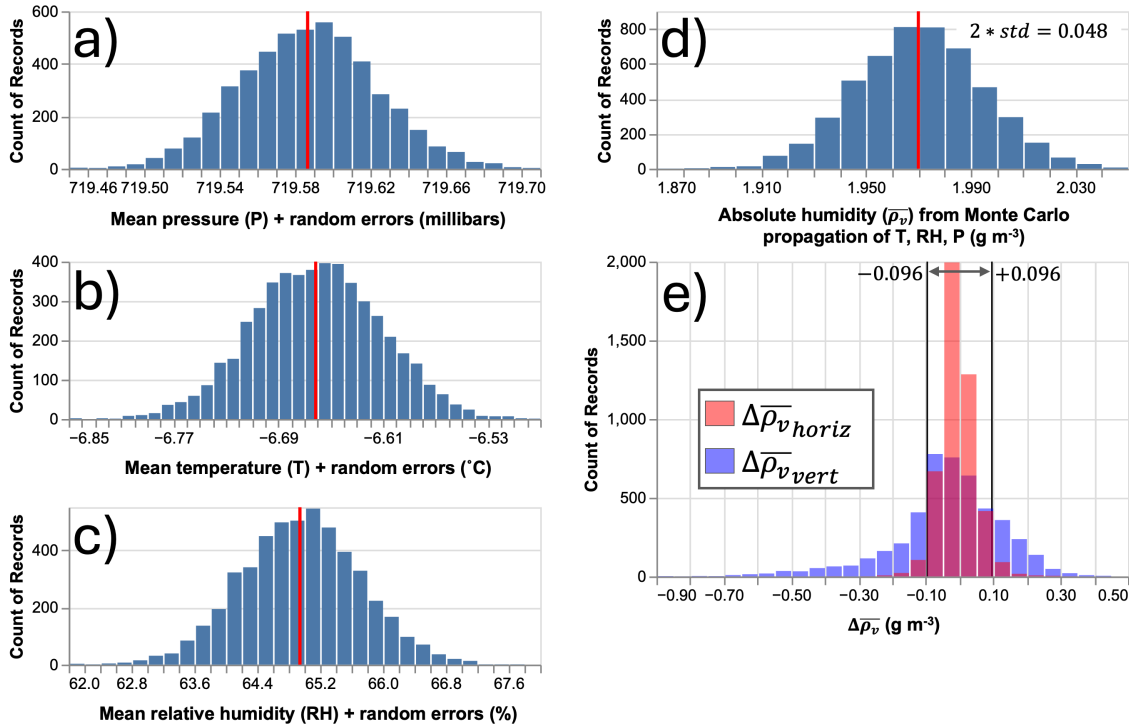 a)
Count of Records
600
400
200
0
719.46 719.50 719.54 719.58 719.62 719.66 719.70
Mean pressure (P) + random errors (millibars)
b)
Count of Records
400
300
200
100
0
−6.85 −6.77 −6.69 −6.61 −6.53
Mean temperature (T) + random errors (˚C)
c)
Count of Records
400
200
0
62.0 62.8 63.6 64.4 65.2 66.0 66.8 67.6
Mean relative humidity (RH) + random errors (%)
d)
2 * std = 0.048
Count of Records
800
600
400
200
0
1.870 1.910 1.950 1.990 2.030
Absolute humidity (ρ̅ᵥ) from Monte Carlo
propagation of T, RH, P (g m⁻³)
e)
−0.096 +0.096
Count of Records
2,000
1,500
1,000
500
0
Δρ̅ᵥ horiz
Δρ̅ᵥ vert
−0.90 −0.70 −0.50 −0.30 −0.10 0.10 0.30 0.50
Δρ̅ᵥ (g m⁻³)